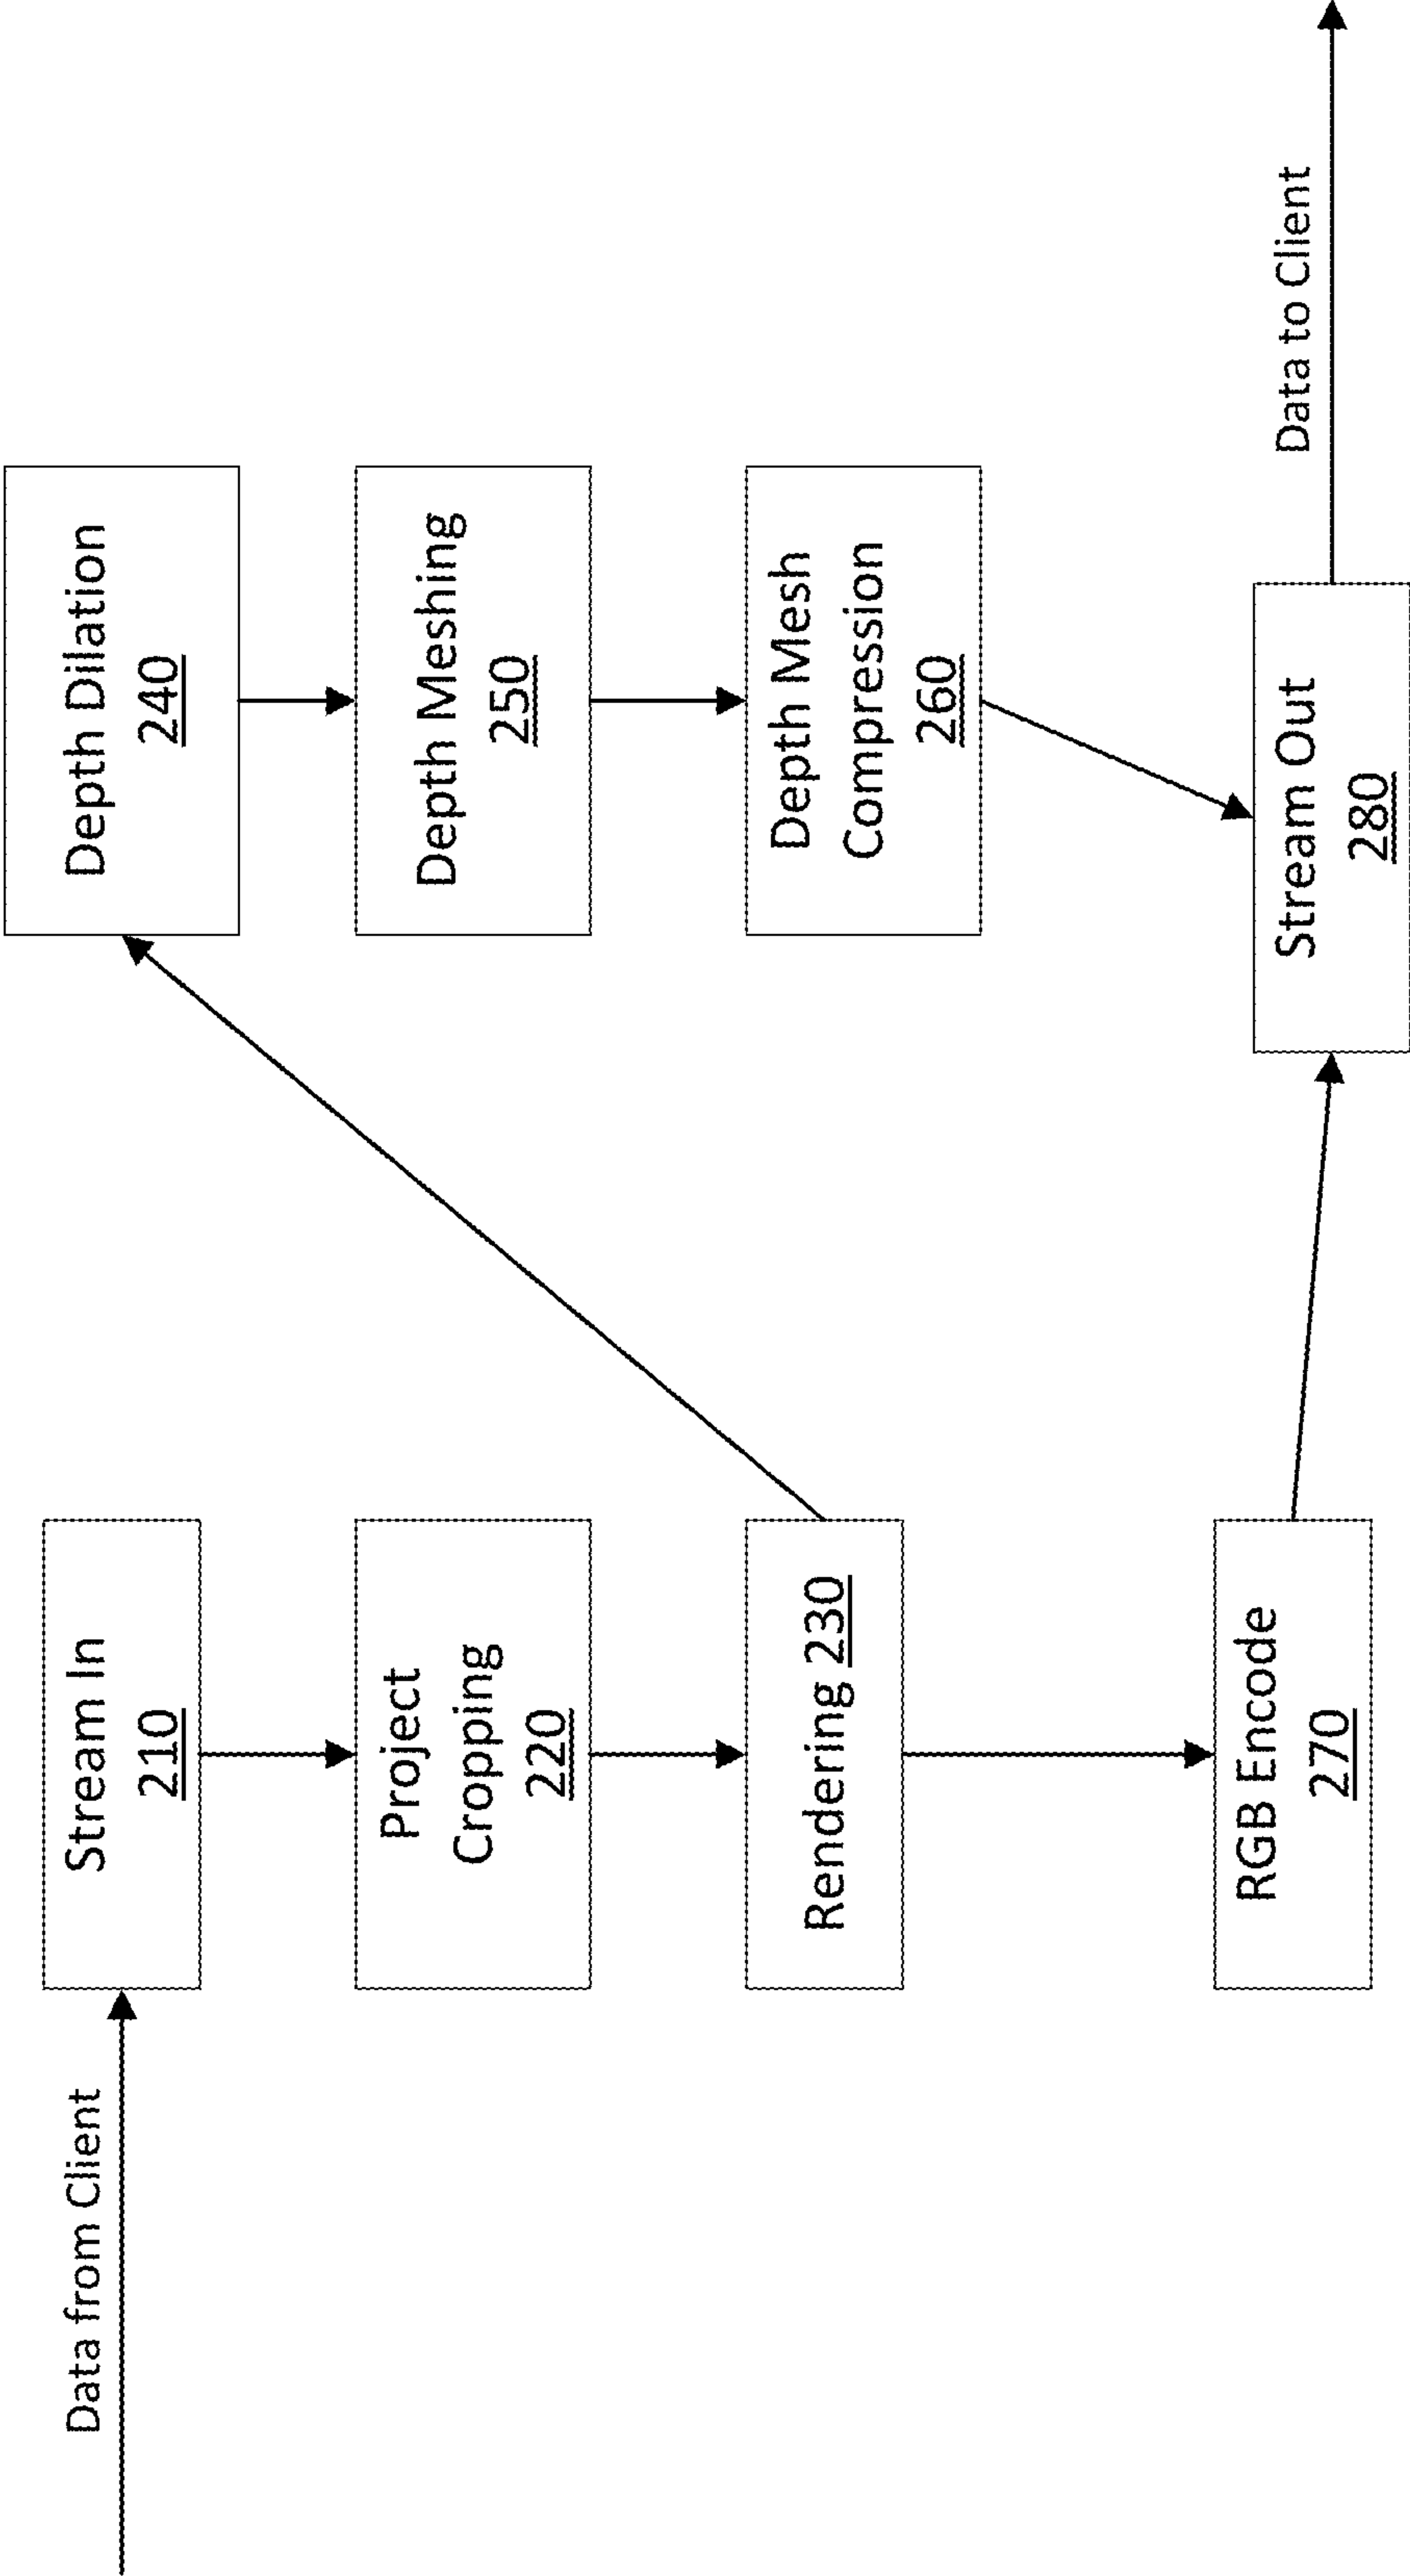 Data from Client
Stream In
210
Project
Cropping
220
Rendering 230
RGB Encode
270
Depth Dilation
240
Depth Meshing
250
Depth Mesh
Compression
260
Stream Out
280
Data to Client